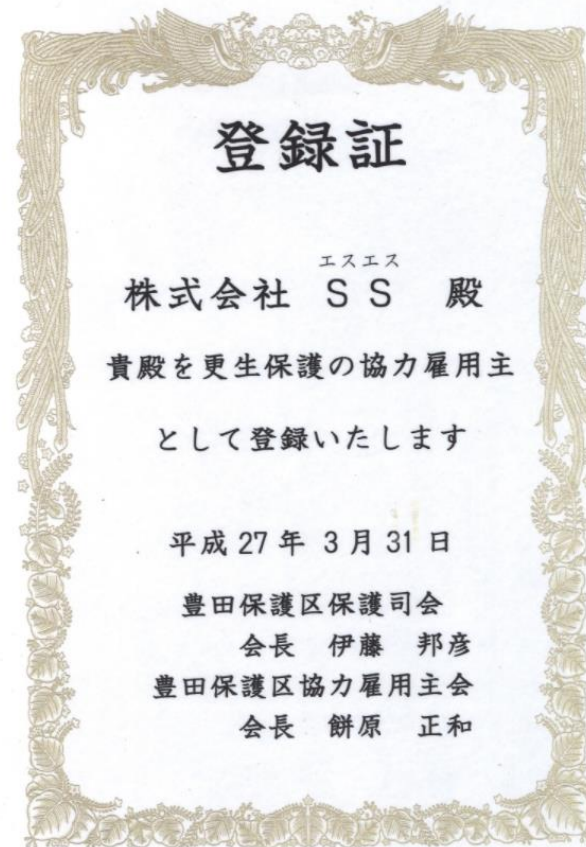 登録証
エスエス
株式会社 SS 殿
貴殿を更生保護の協力雇用主
として登録いたします
平成27年 3月31日
豊田保護区保護司会
会長 伊藤 邦彦
豊田保護区協力雇用主会
会長 餅原 正和